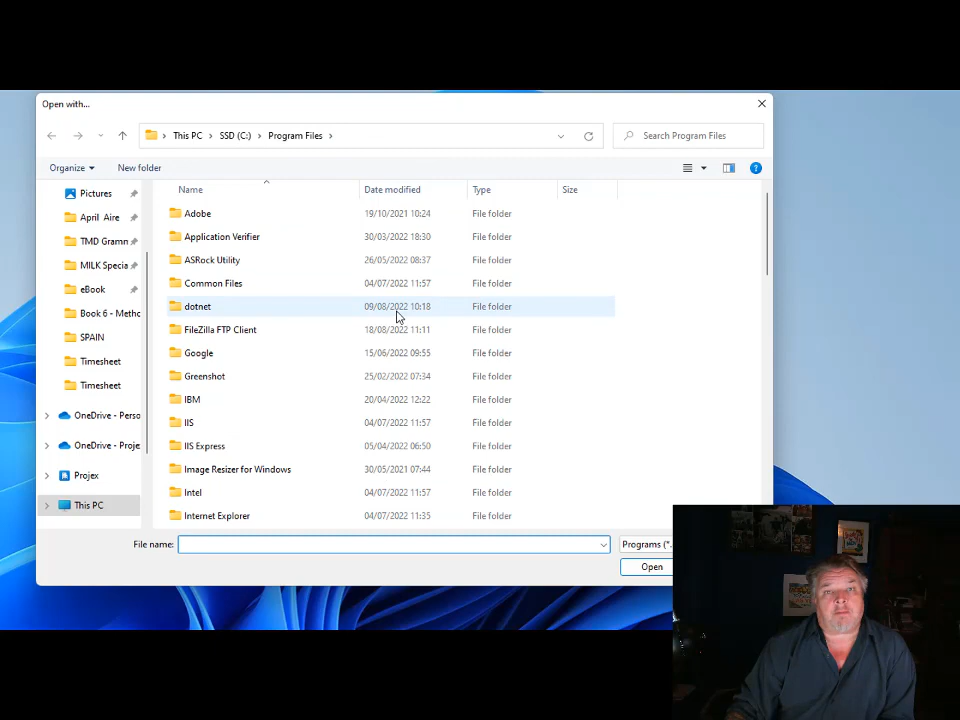 Open with...
This PC > SSD (C:) > Program Files >
Search Program Files
Organize
New folder
Name
Date modified
Type
Size
Pictures
April Aire
TMD Gramn
MILK Specia
eBook
Book 6 - Metho
SPAIN
Timesheet
Timesheet
OneDrive - Perso
OneDrive - Proje
Projex
This PC
Adobe 19/10/2021 10:24 File folder
Application Verifier 30/03/2022 18:30 File folder
ASRock Utility 26/05/2022 08:37 File folder
Common Files 04/07/2022 11:57 File folder
dotnet 09/08/2022 10:18 File folder
FileZilla FTP Client 18/08/2022 11:11 File folder
Google 15/06/2022 09:55 File folder
Greenshot 25/02/2022 07:34 File folder
IBM 20/04/2022 12:22 File folder
IIS 04/07/2022 11:57 File folder
IIS Express 05/04/2022 06:50 File folder
Image Resizer for Windows 30/05/2021 07:44 File folder
Intel 04/07/2022 11:57 File folder
Internet Explorer 04/07/2022 11:35 File folder
File name:
Programs (*.
Open